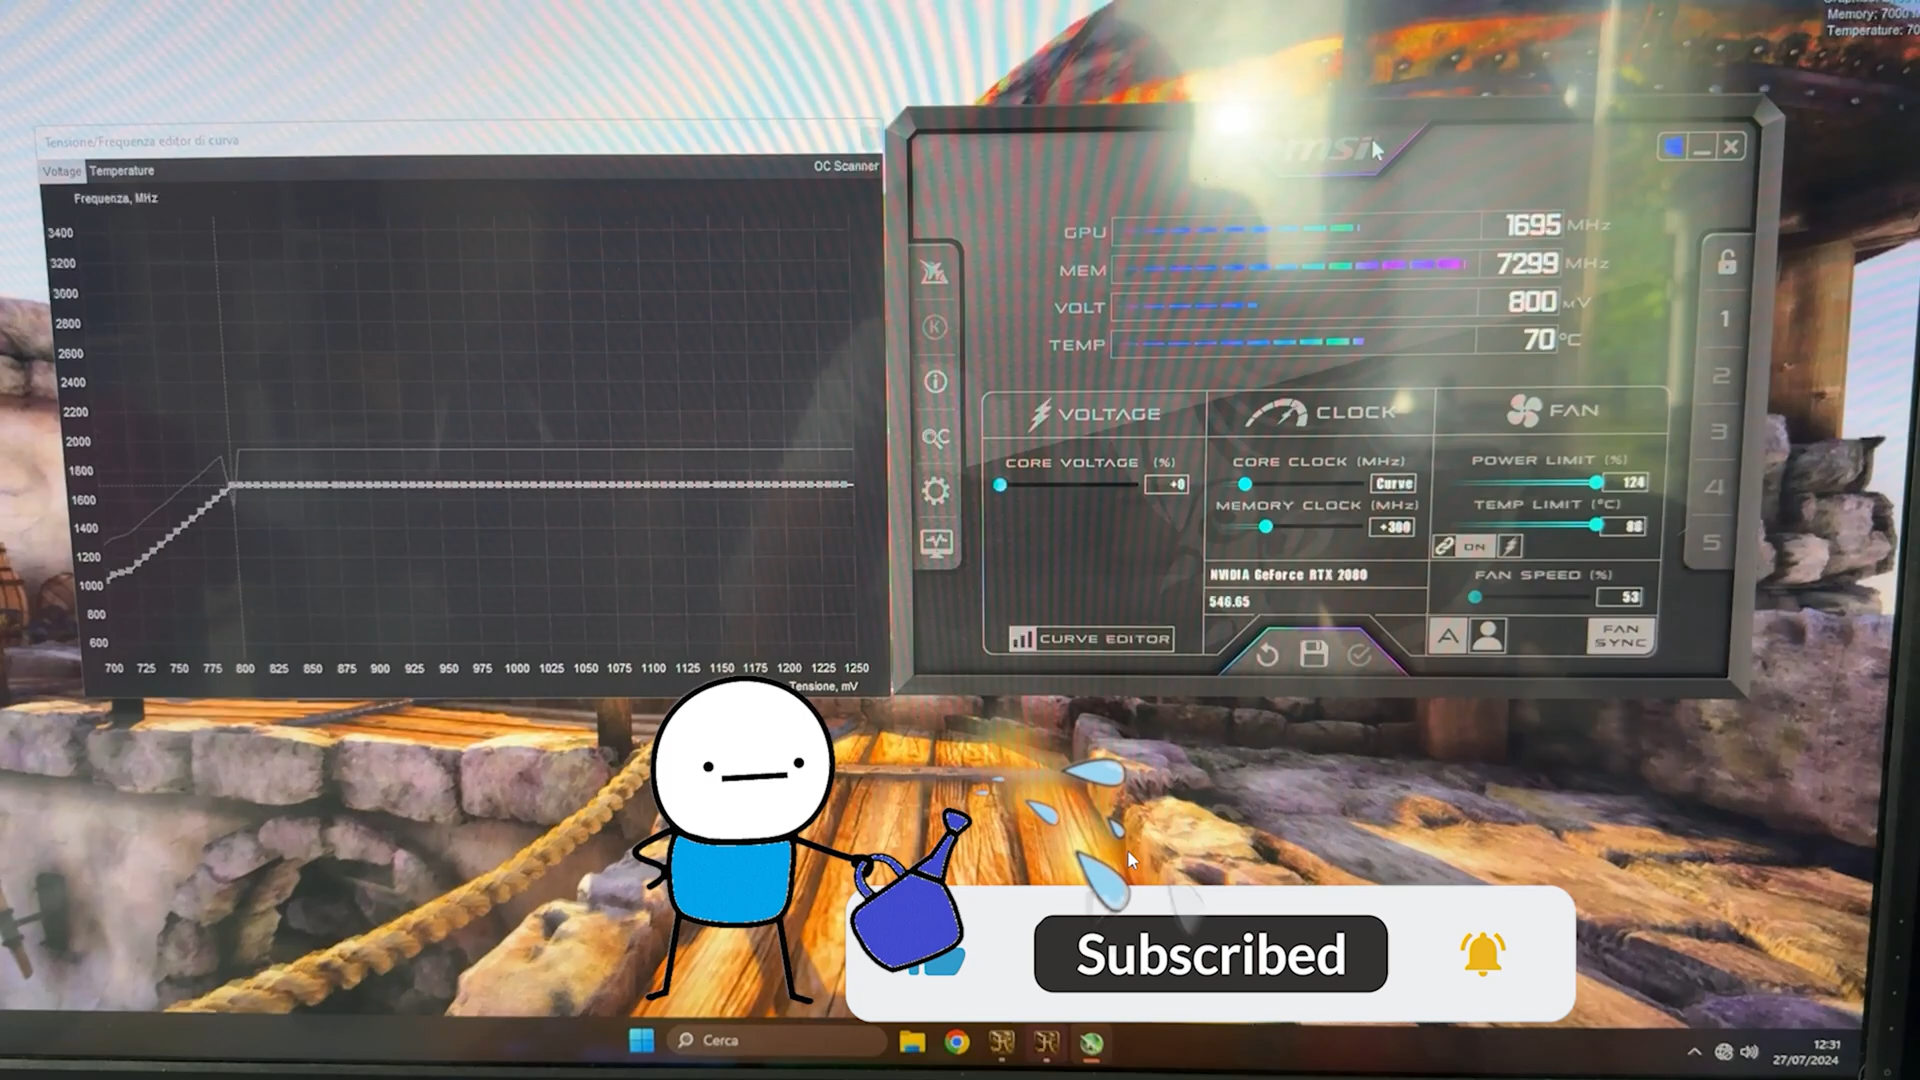 Memory: 7000
Temperature: 70
Tensione/Frequenza editor di curva
Voltage Temperature OC Scanner
Frequenza, MHz
3400
3200
3000
2800
2600
2400
2200
2000
1800
1600
1400
1200
1000
800
600
700 725 750 775 800 825 850 875 900 925 950 975 1000 1025 1050 1075 1100 1125 1150 1175 1200 1225 1250
Tensione, mV
msi
GPU 1695 MHz
MEM 7299 MHz
VOLT 800 mV
TEMP 70 °C
K
i
OC
1
2
3
4
5
VOLTAGE
CORE VOLTAGE (%)
+0
CURVE EDITOR
CLOCK
CORE CLOCK (MHz)
Curve
MEMORY CLOCK (MHz)
+300
NVIDIA GeForce RTX 2080
546.65
FAN
POWER LIMIT (%)
124
TEMP LIMIT (°C)
88
ON
FAN SPEED (%)
53
A
FAN SYNC
Subscribed
Cerca
12:31
27/07/2024